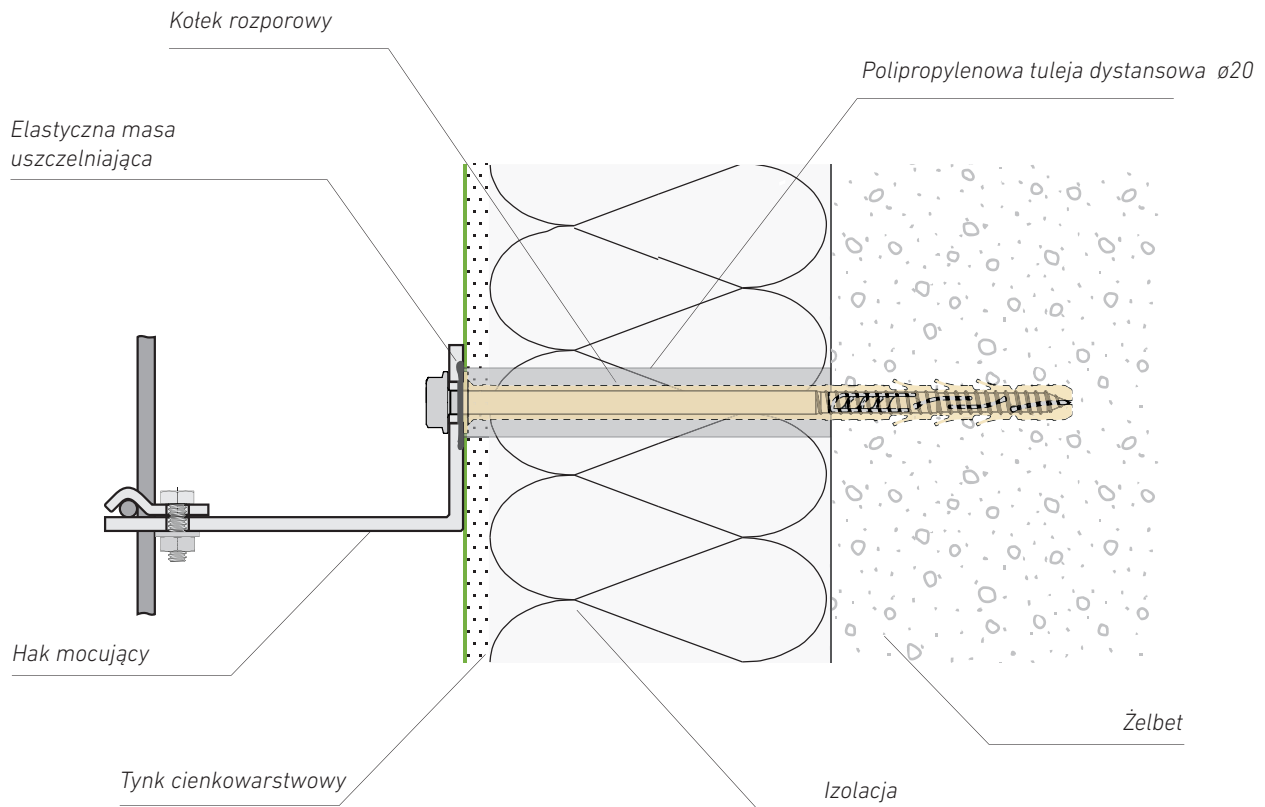 Kołek rozporowy
Polipropylenowa tuleja dystansowa ø20
Elastyczna masa
uszczelniająca
Hak mocujący
Żelbet
Tynk cienkowarstwowy
Izolacja